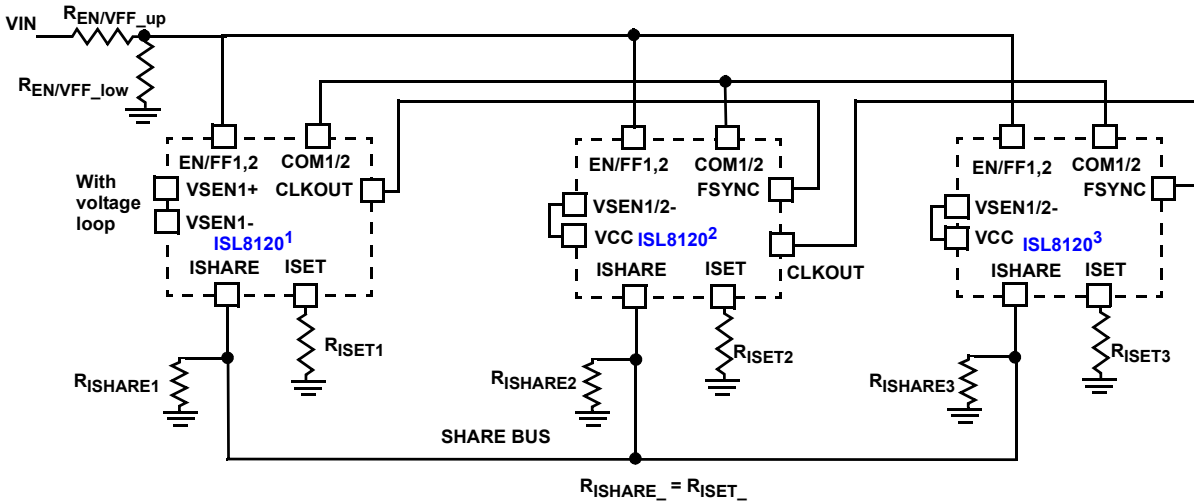 VIN
REN/VFF_up
REN/VFF_low
EN/FF1,2
COM1/2
With
voltage
loop
VSEN1+
CLKOUT
VSEN1-
ISL8120¹
ISHARE
ISET
RISET1
RISHARE1
EN/FF1,2
COM1/2
FSYNC
VSEN1/2-
VCC
ISL8120²
ISHARE
ISET
CLKOUT
RISET2
RISHARE2
EN/FF1,2
COM1/2
FSYNC
VSEN1/2-
VCC
ISL8120³
ISHARE
ISET
RISET3
RISHARE3
SHARE BUS
RISHARE_ = RISET_